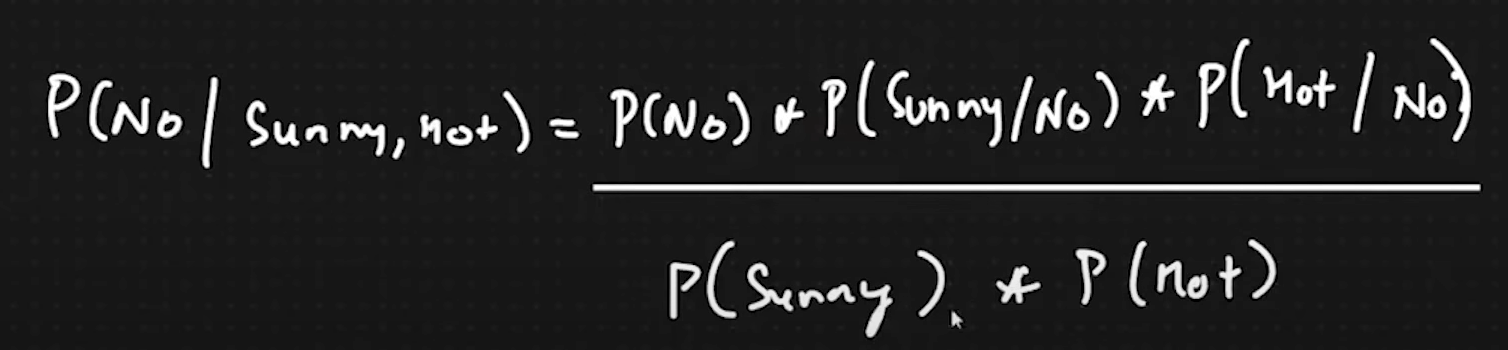 P(No / Sunny, Hot) = P(No) * P(Sunny/No) * P(Hot / No)
P(Sunny) * P(Hot)